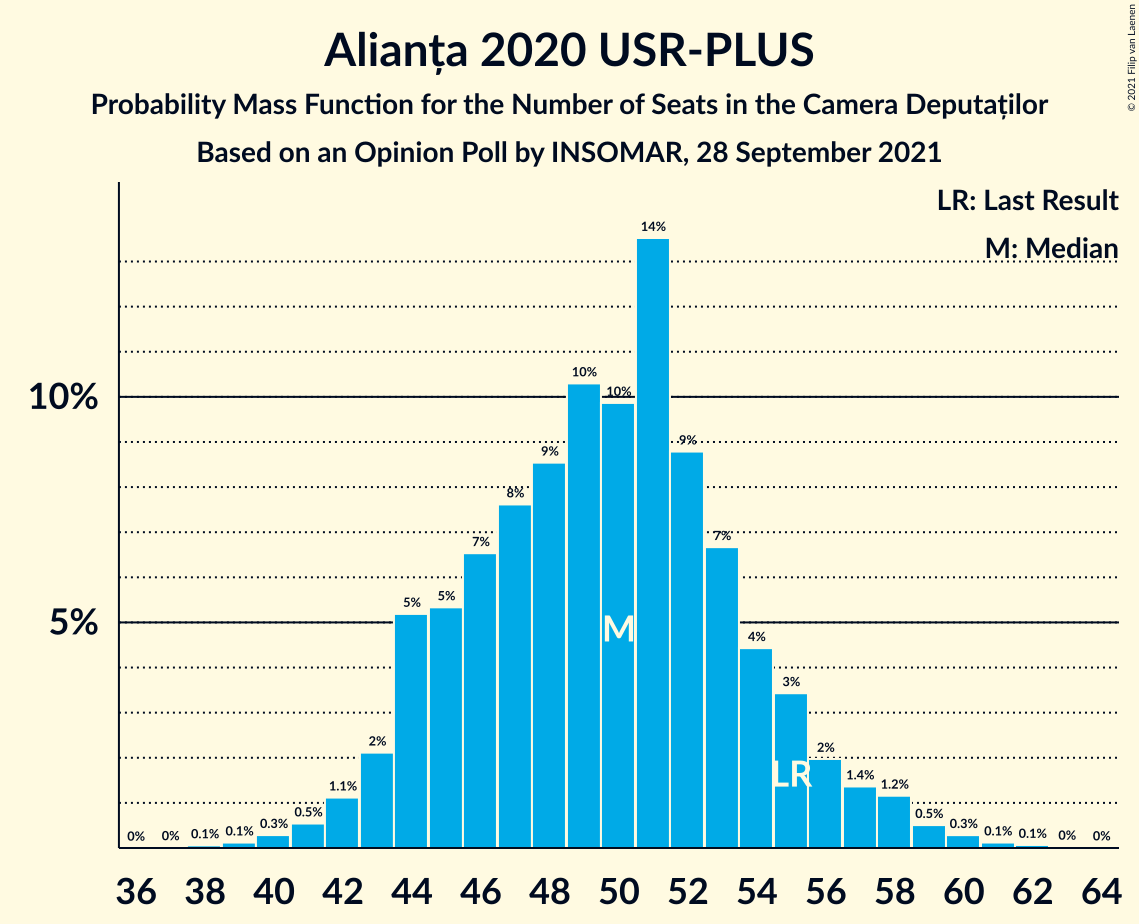 Alianța 2020 USR-PLUS
Probability Mass Function for the Number of Seats in the Camera Deputaților
Based on an Opinion Poll by INSOMAR, 28 September 2021
© 2021 Filip van Laenen
LR: Last Result
M: Median
10%
5%
0% 0% 0.1% 0.1% 0.3% 0.5% 1.1% 2% 5% 5% 7% 8% 9% 10% 10% 14% 9% 7% 4% 3% 2% 1.4% 1.2% 0.5% 0.3% 0.1% 0.1% 0% 0%
M
LR
36 38 40 42 44 46 48 50 52 54 56 58 60 62 64